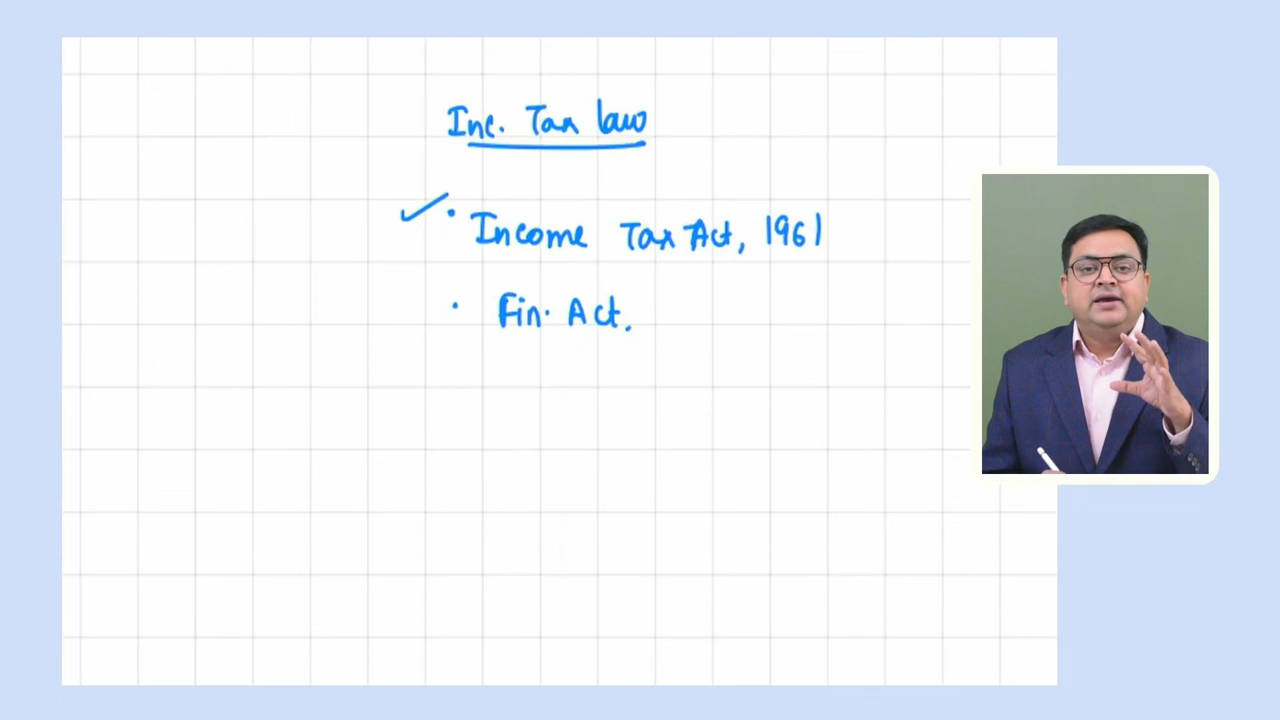 Inc. Tax law
Income Tax Act, 1961
Fin. Act.